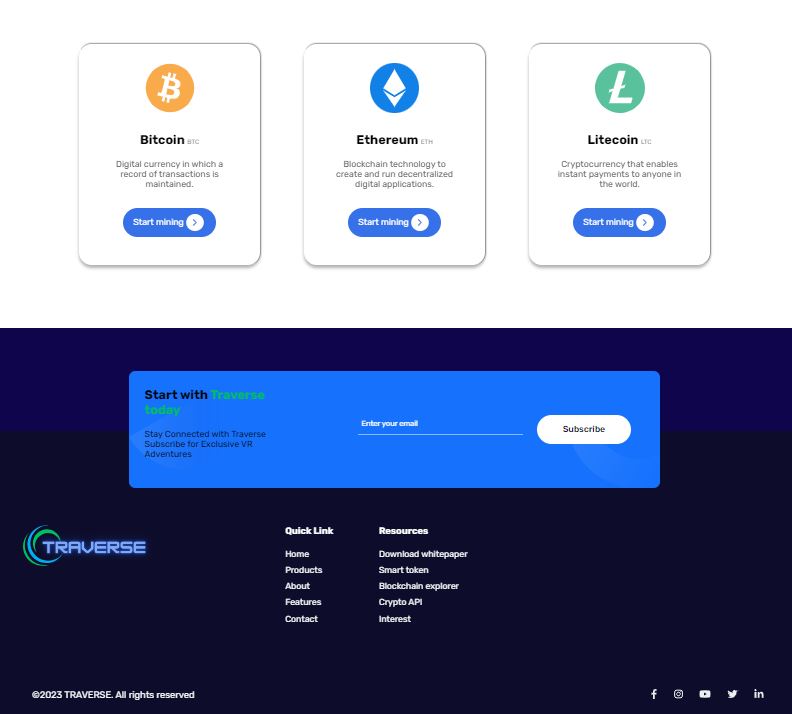 Bitcoin BTC
Digital currency in which a
record of transactions is
maintained.
Start mining
Ethereum ETH
Blockchain technology to
create and run decentralized
digital applications.
Start mining
Litecoin LTC
Cryptocurrency that enables
instant payments to anyone in
the world.
Start mining
Start with Traverse
today
Stay Connected with Traverse
Subscribe for Exclusive VR
Adventures
Enter your email
Subscribe
TRAVERSE
Quick Link
Home
Products
About
Features
Contact
Resources
Download whitepaper
Smart token
Blockchain explorer
Crypto API
Interest
©2023 TRAVERSE. All rights reserved